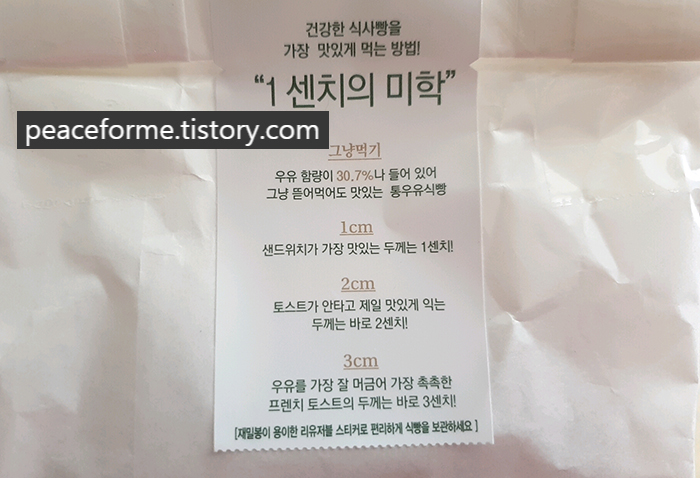 건강한 식사빵을
가장 맛있게 먹는 방법!
“1 센치의 미학”
peaceforme.tistory.com
그냥먹기
우유 함량이 30.7%나 들어 있어
그냥 뜯어먹어도 맛있는 통우유식빵
1cm
샌드위치가 가장 맛있는 두께는 1센치!
2cm
토스트가 안타고 제일 맛있게 익는
두께는 바로 2센치!
3cm
우유를 가장 잘 머금어 가장 촉촉한
프렌치 토스트의 두께는 바로 3센치!
[재밀봉이 용이한 리유저블 스티커로 편리하게 식빵을 보관하세요]